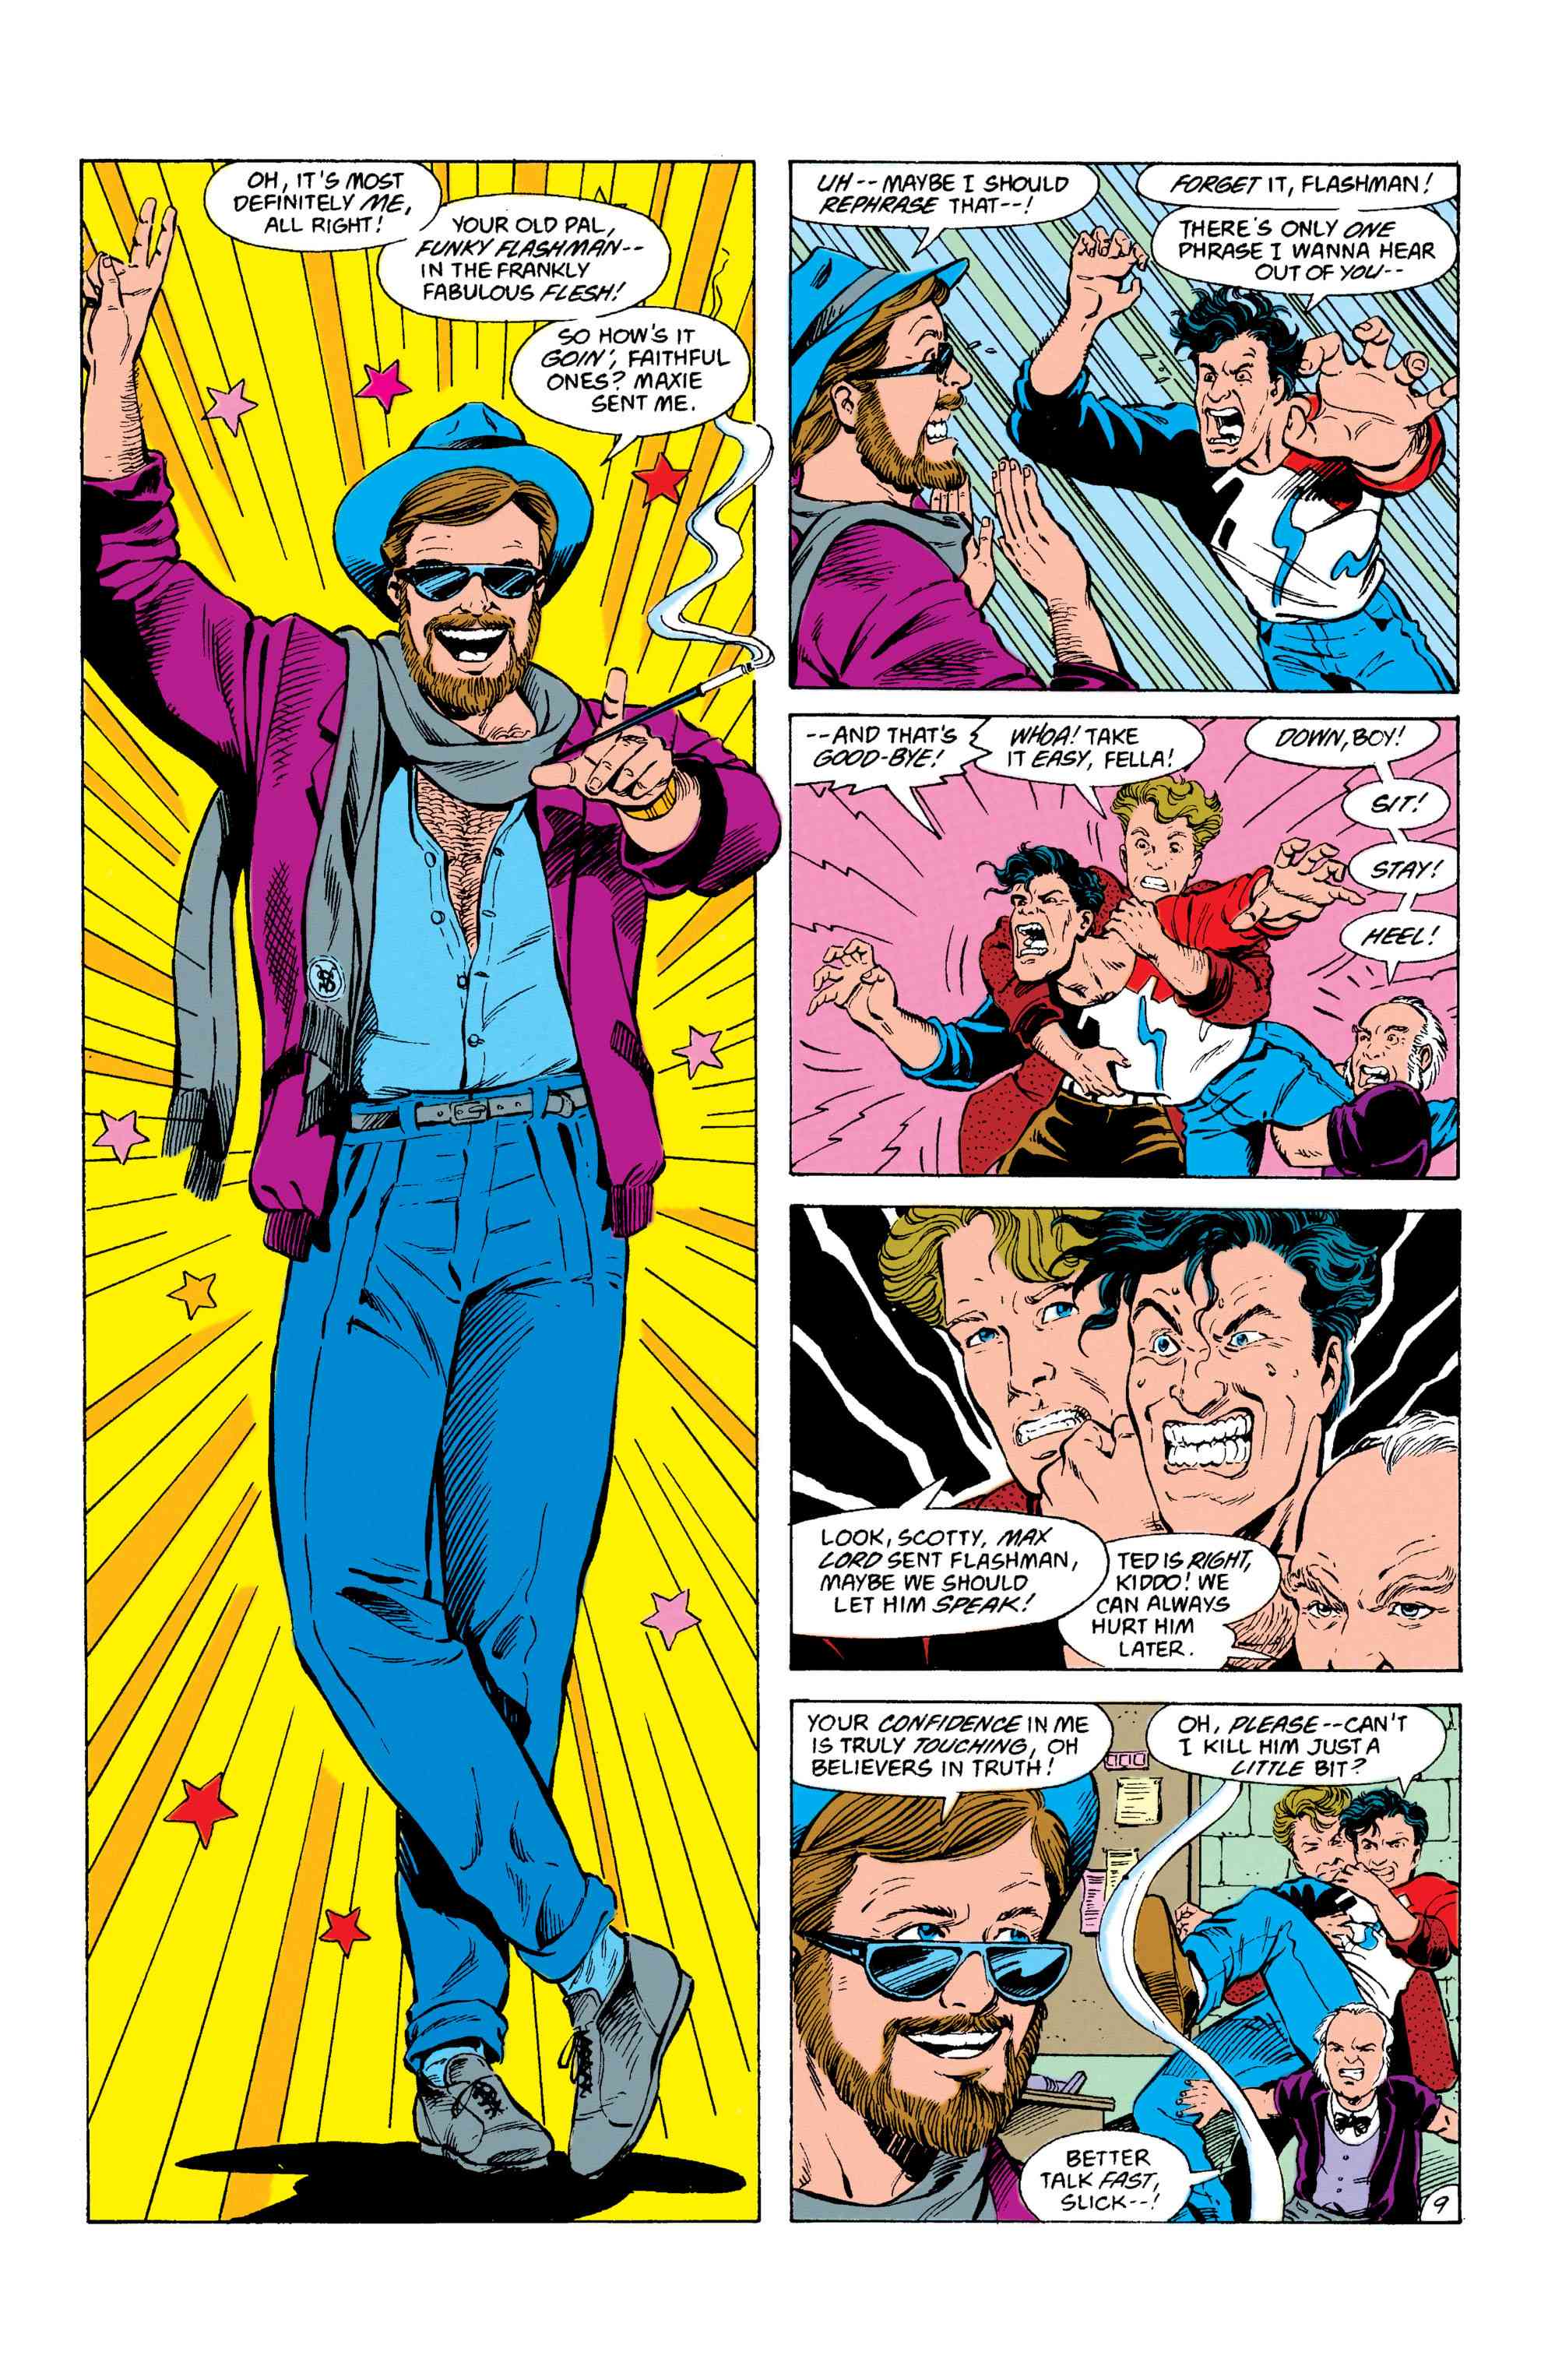 OH, IT'S MOST
DEFINITELY ME,
ALL RIGHT!
YOUR OLD PAL,
FUNKY FLASHMAN--
IN THE FRANKLY
FABULOUS FLESH!
SO HOW'S IT
GOIN', FAITHFUL
ONES? MAXIE
SENT ME.
UH-- MAYBE I SHOULD
REPHRASE THAT--!
FORGET IT, FLASHMAN!
THERE'S ONLY ONE
PHRASE I WANNA HEAR
OUT OF YOU--
--AND THAT'S
GOOD-BYE!
WHOA! TAKE
IT EASY, FELLA!
DOWN, BOY!
SIT!
STAY!
HEEL!
LOOK, SCOTTY, MAX
LORD SENT FLASHMAN,
MAYBE WE SHOULD
LET HIM SPEAK!
TED IS RIGHT,
KIDDO! WE
CAN ALWAYS
HURT HIM
LATER.
YOUR CONFIDENCE IN ME
IS TRULY TOUCHING, OH
BELIEVERS IN TRUTH!
OH, PLEASE--CAN'T
I KILL HIM JUST A
LITTLE BIT?
BETTER
TALK FAST,
SLICK--!
9